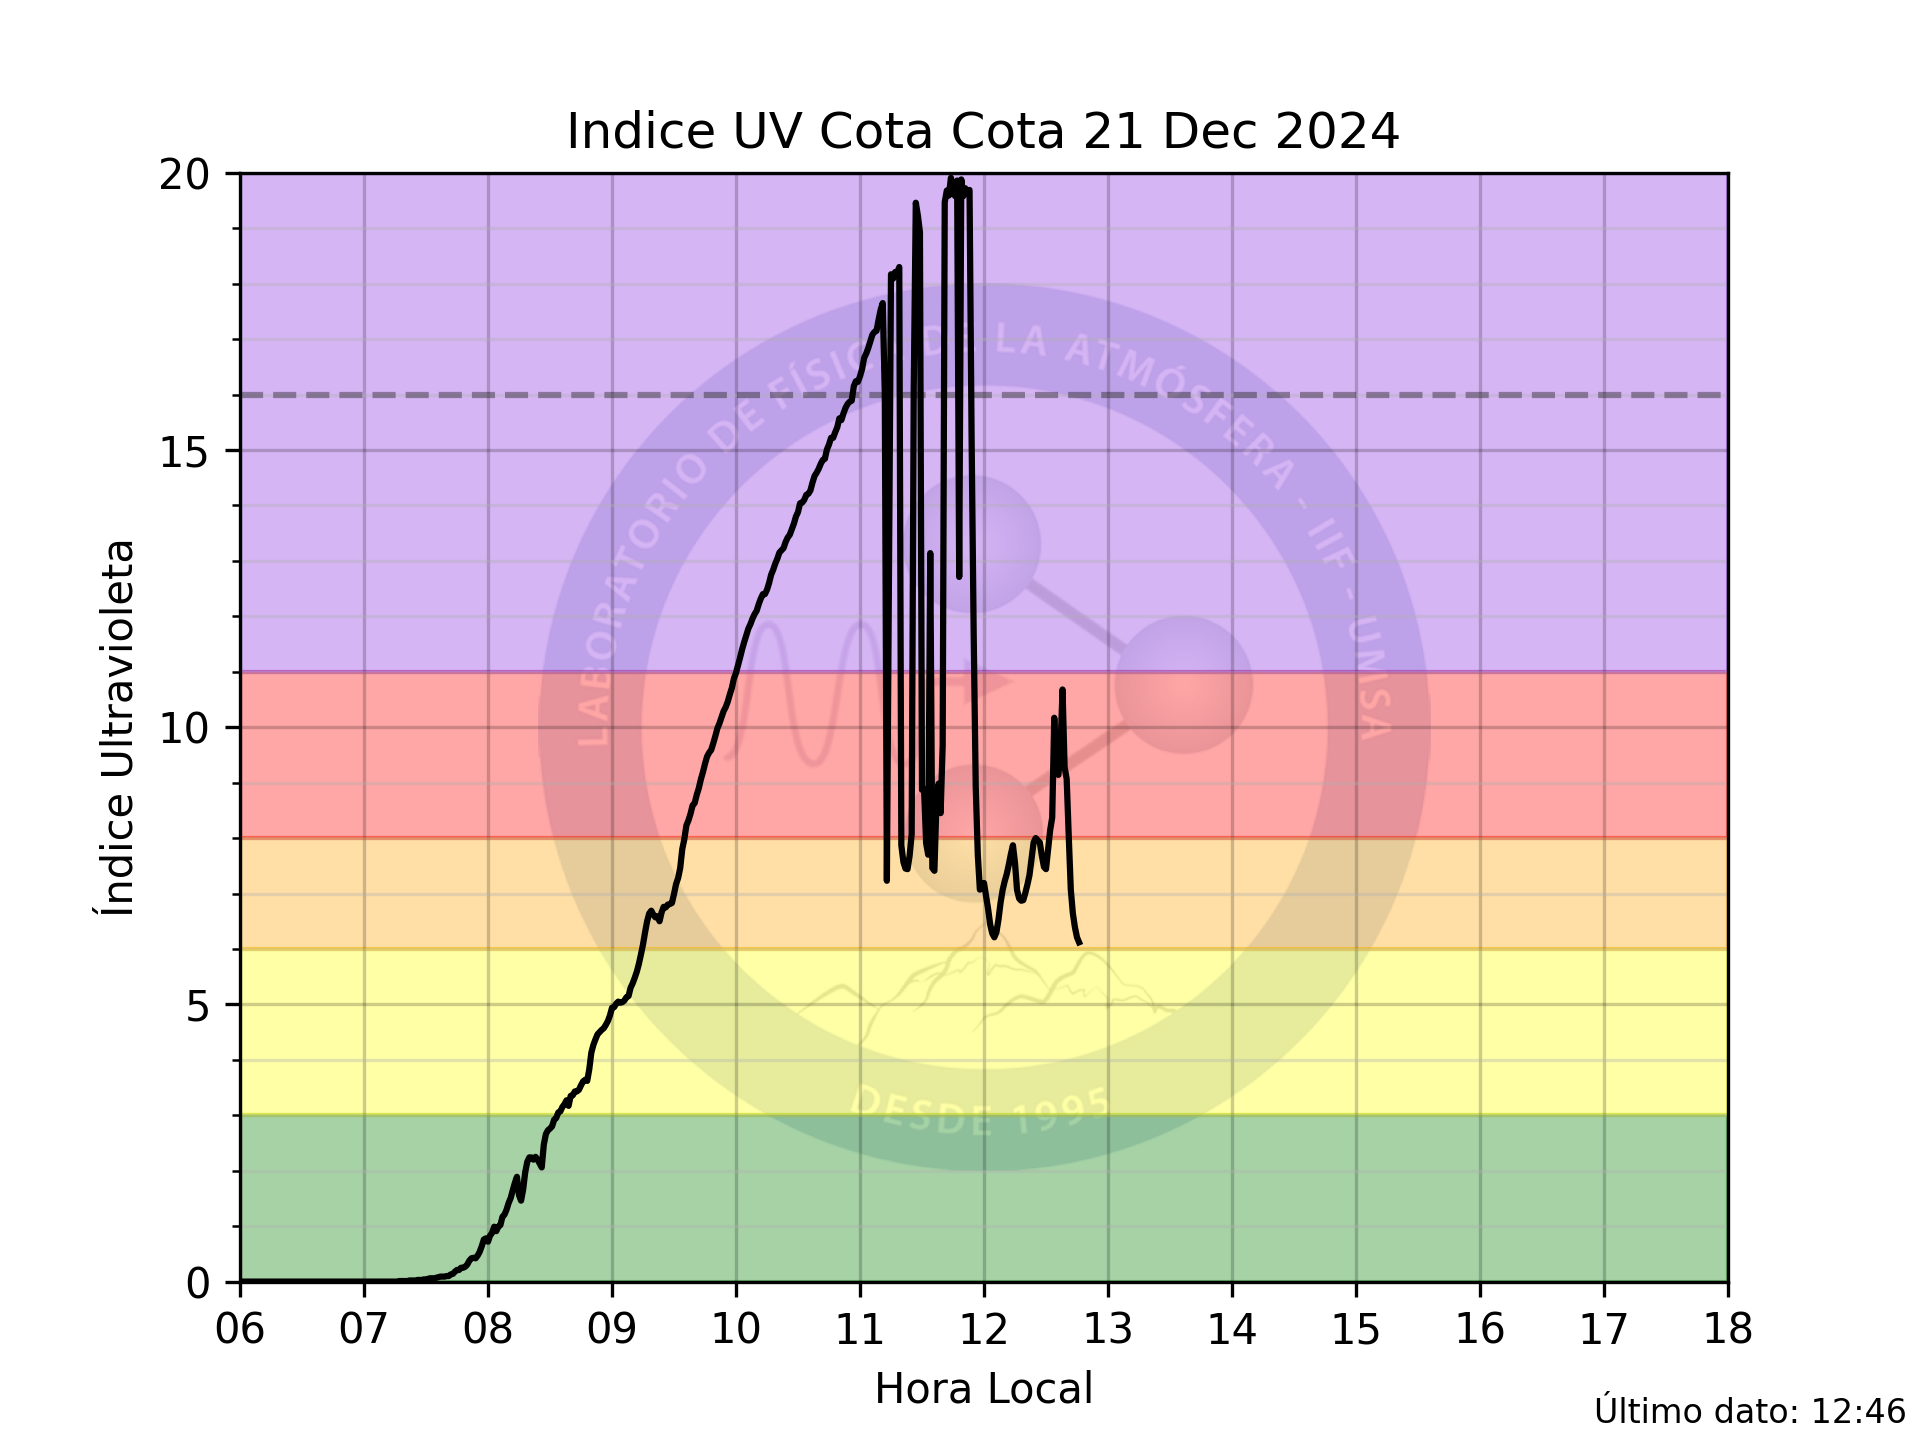 Indice UV Cota Cota 21 Dec 2024
20
15
10
5
0
Índice Ultravioleta
LABORATORIO DE FÍSICA DE LA ATMÓSFERA - IIF - UMSA
DESDE 1995
06 07 08 09 10 11 12 13 14 15 16 17 18
Hora Local
Último dato: 12:46